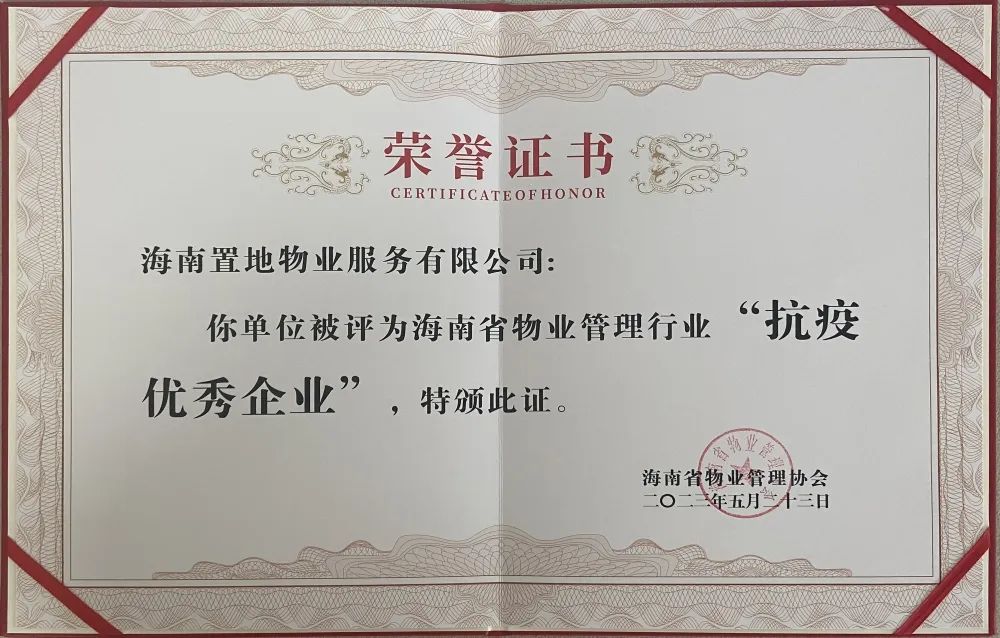 荣誉证书
CERTIFICATEOFHONOR
海南置地物业服务有限公司:
你单位被评为海南省物业管理行业“抗疫
优秀企业”，特颁此证。
海南省物业管理协会
二〇二三年五月二十三日